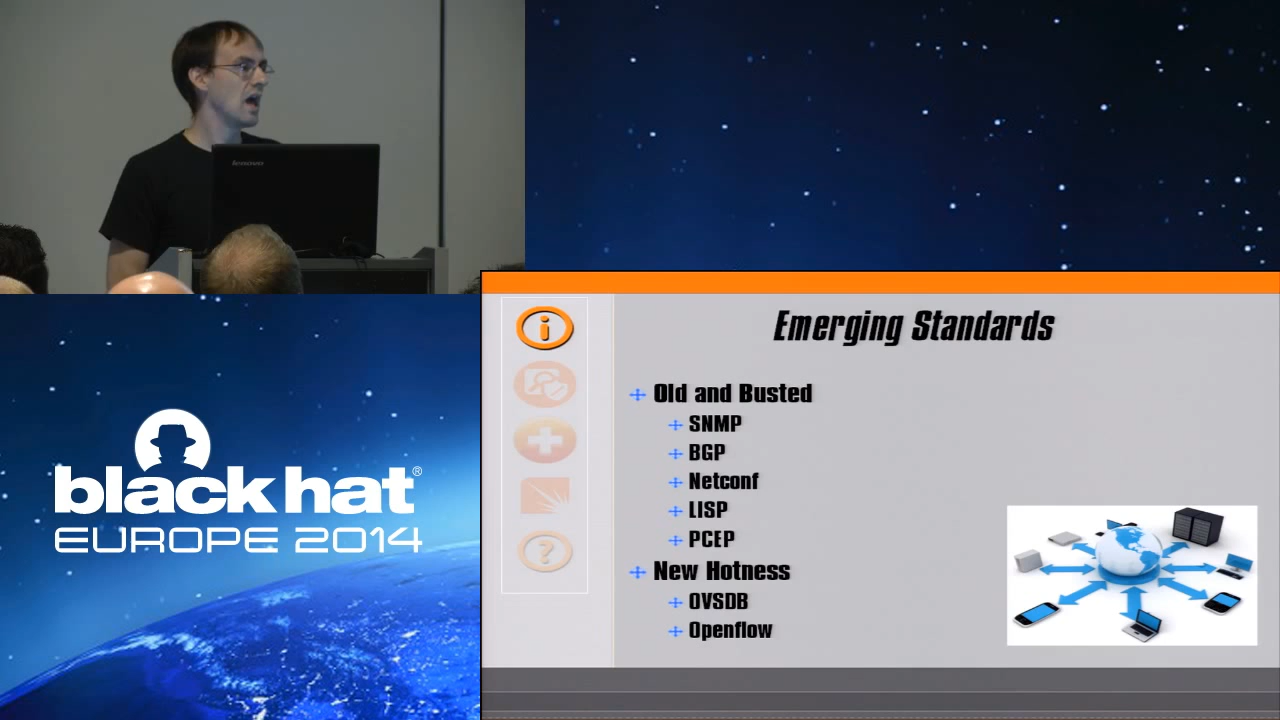 lenovo
Emerging Standards
Old and Busted
SNMP
BGP
Netconf
LISP
PCEP
New Hotness
OVSDB
Openflow
black hat®
EUROPE 2014